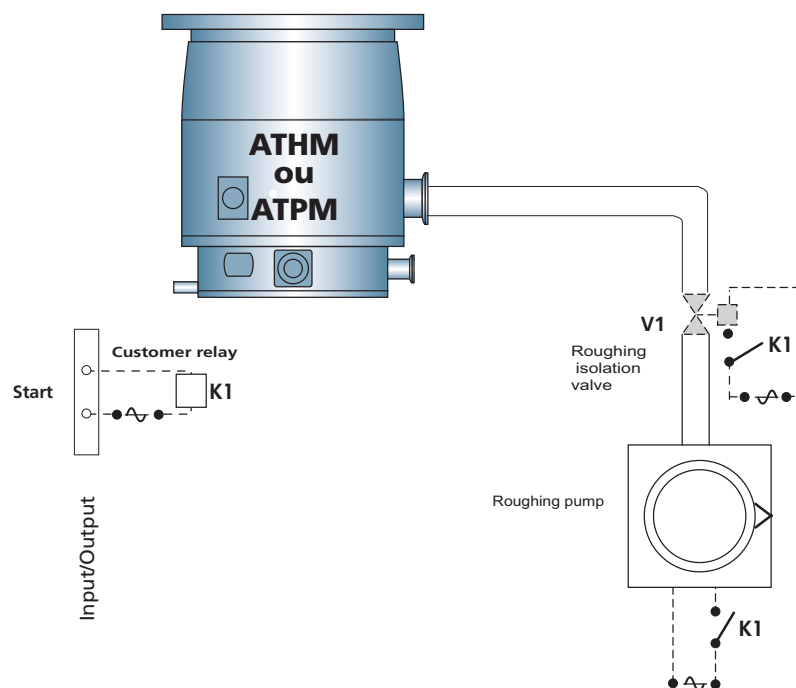 ATHM
ou
ATPM
V1
K1
Roughing
isolation
valve
Customer relay
Start
K1
Roughing pump
Input/Output
K1